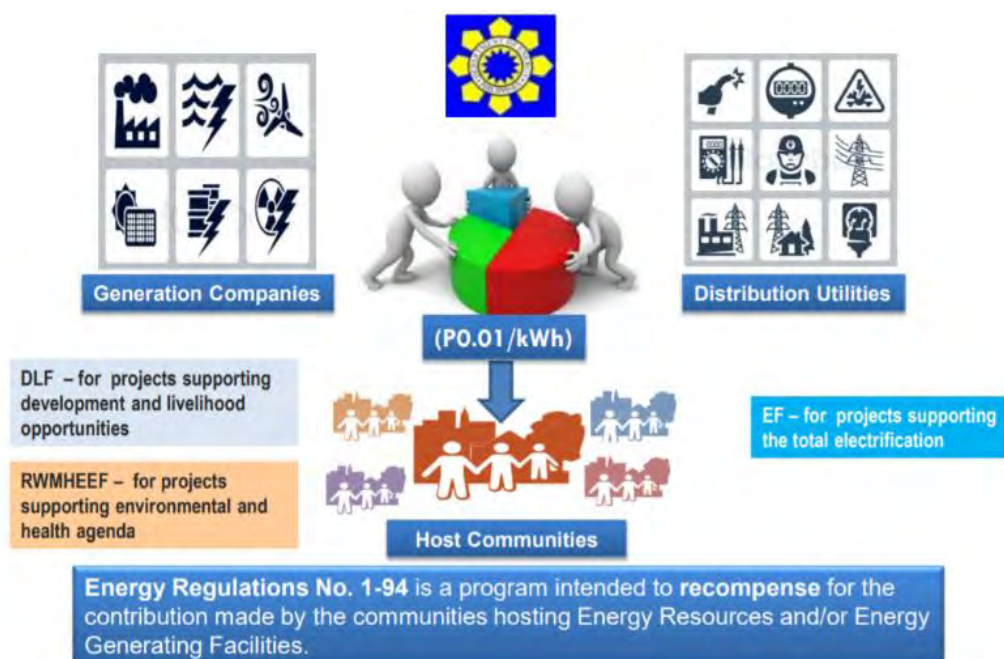 Generation Companies
Distribution Utilities
(P0.01/kWh)
DLF – for projects supporting
development and livelihood
opportunities
EF – for projects supporting
the total electrification
RWMHEEF – for projects
supporting environmental and
health agenda
Host Communities
Energy Regulations No. 1-94 is a program intended to recompense for the
contribution made by the communities hosting Energy Resources and/or Energy
Generating Facilities.